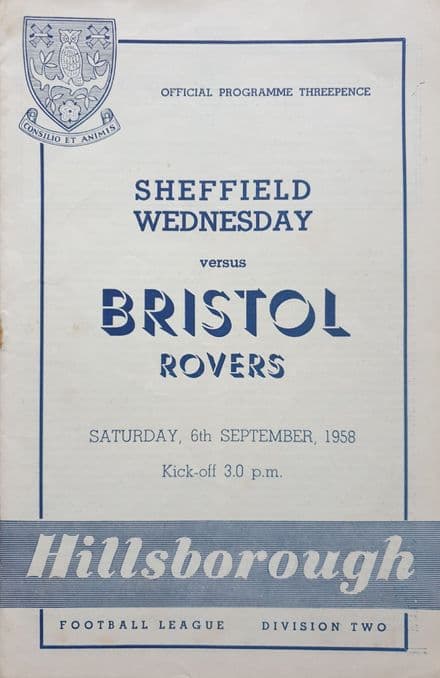 CONSILIO ET ANIMIS
OFFICIAL PROGRAMME THREEPENCE
SHEFFIELD
WEDNESDAY
versus
BRISTOL
ROVERS
SATURDAY, 6th SEPTEMBER, 1958
Kick-off 3.0 p.m.
Hillsborough
FOOTBALL LEAGUE DIVISION TWO